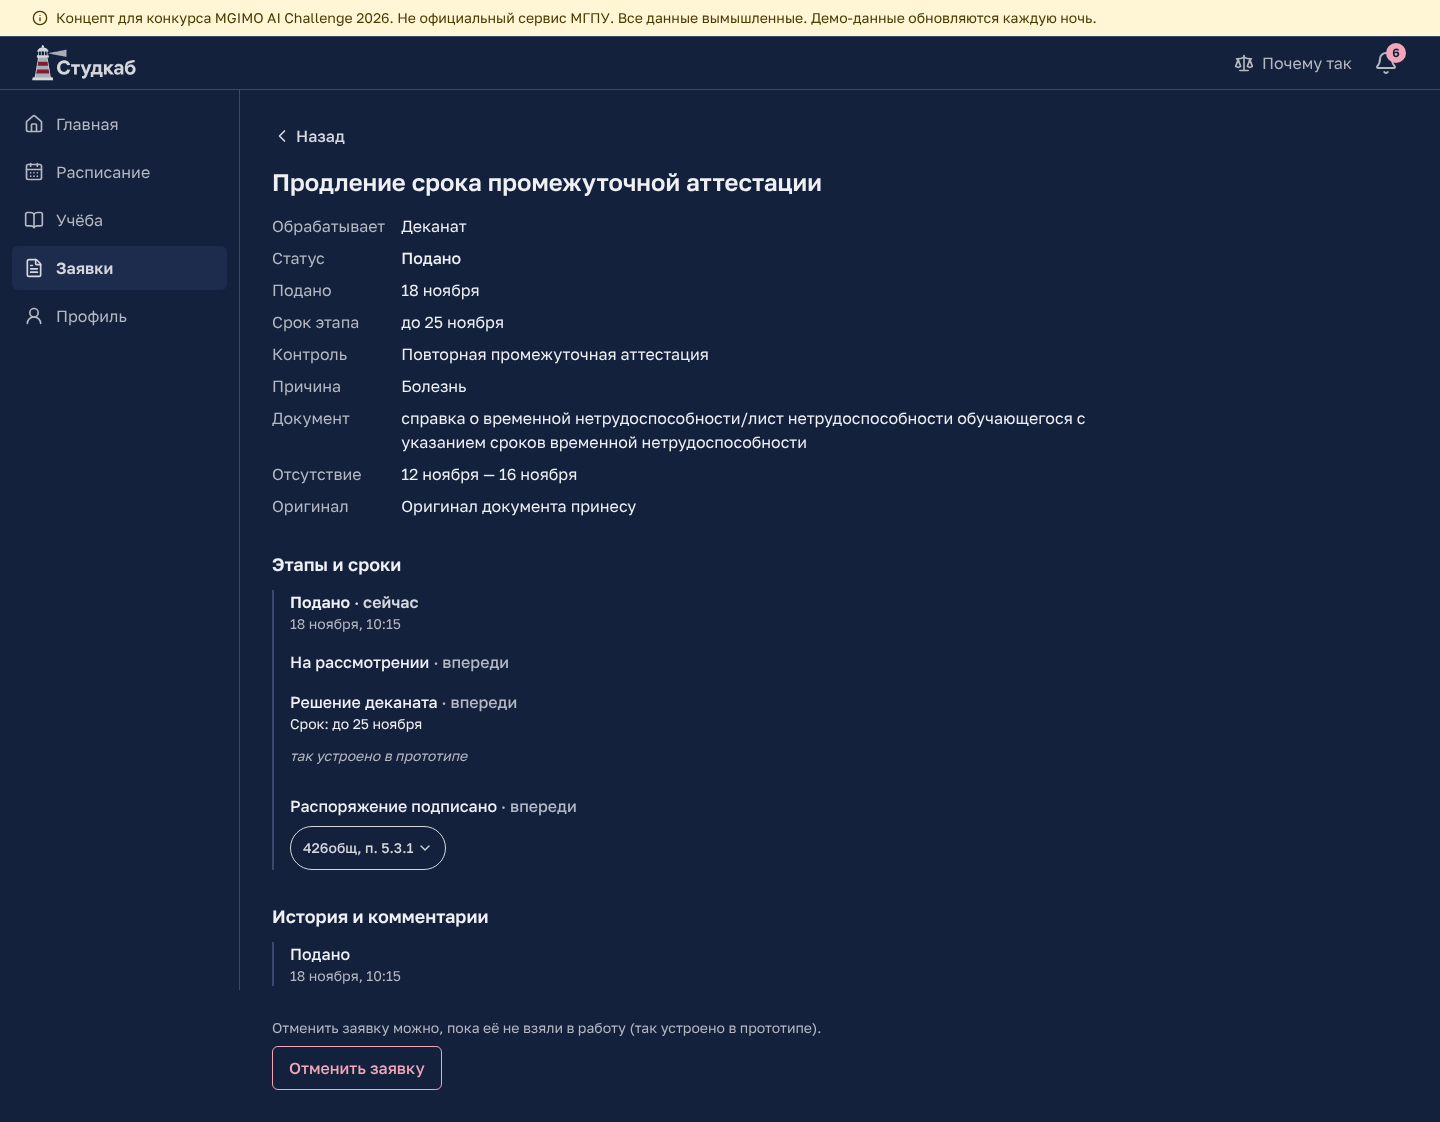 Концепт для конкурса MGIMO AI Challenge 2026. Не официальный сервис МГПУ. Все данные вымышленные. Демо-данные обновляются каждую ночь.
Студкаб
Почему так
6
Главная
Расписание
Учёба
Заявки
Профиль
Назад
Продление срока промежуточной аттестации
Обрабатывает Деканат
Статус Подано
Подано 18 ноября
Срок этапа до 25 ноября
Контроль Повторная промежуточная аттестация
Причина Болезнь
Документ справка о временной нетрудоспособности/лист нетрудоспособности обучающегося с
указанием сроков временной нетрудоспособности
Отсутствие 12 ноября — 16 ноября
Оригинал Оригинал документа принесу
Этапы и сроки
Подано · сейчас
18 ноября, 10:15
На рассмотрении · впереди
Решение деканата · впереди
Срок: до 25 ноября
так устроено в прототипе
Распоряжение подписано · впереди
426общ, п. 5.3.1
История и комментарии
Подано
18 ноября, 10:15
Отменить заявку можно, пока её не взяли в работу (так устроено в прототипе).
Отменить заявку